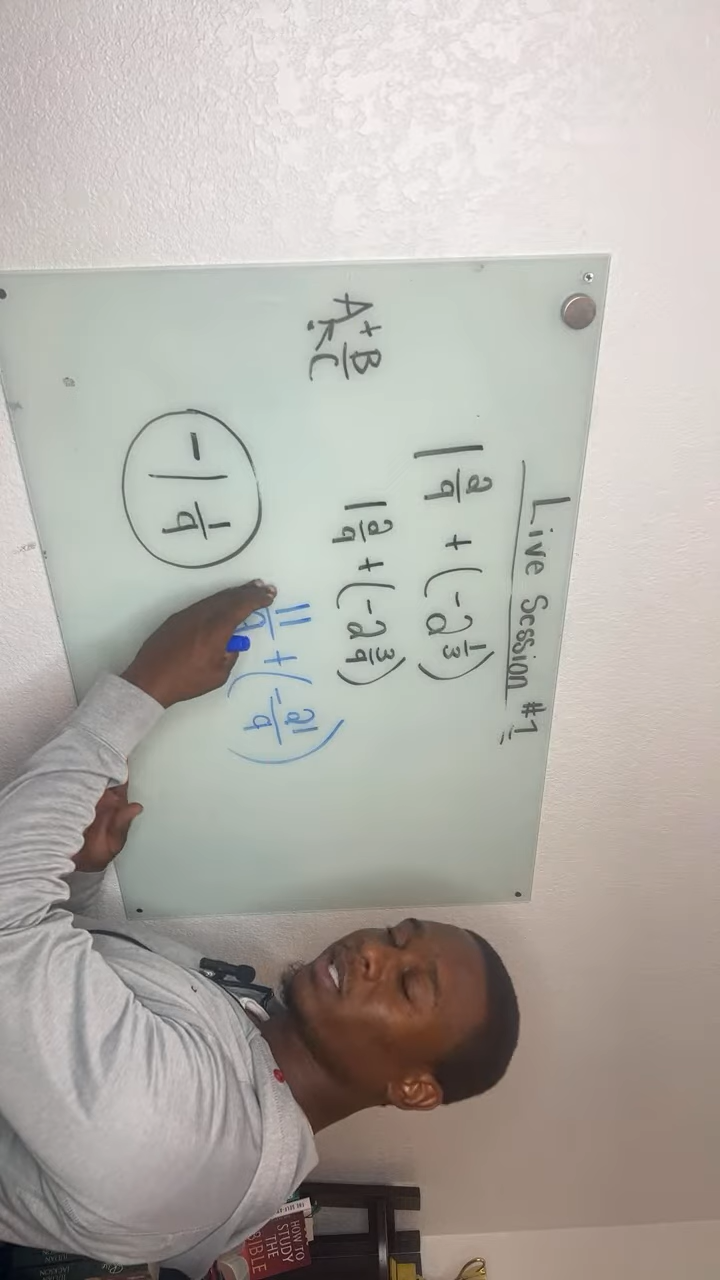 Live Session #1
1 2/9 + (-2 1/3)
A + B/C
1 2/9 + (-2 3/9)
11/9 + (-21/9)
-1 1/9
HOW TO
STUDY
THE
BIBLE